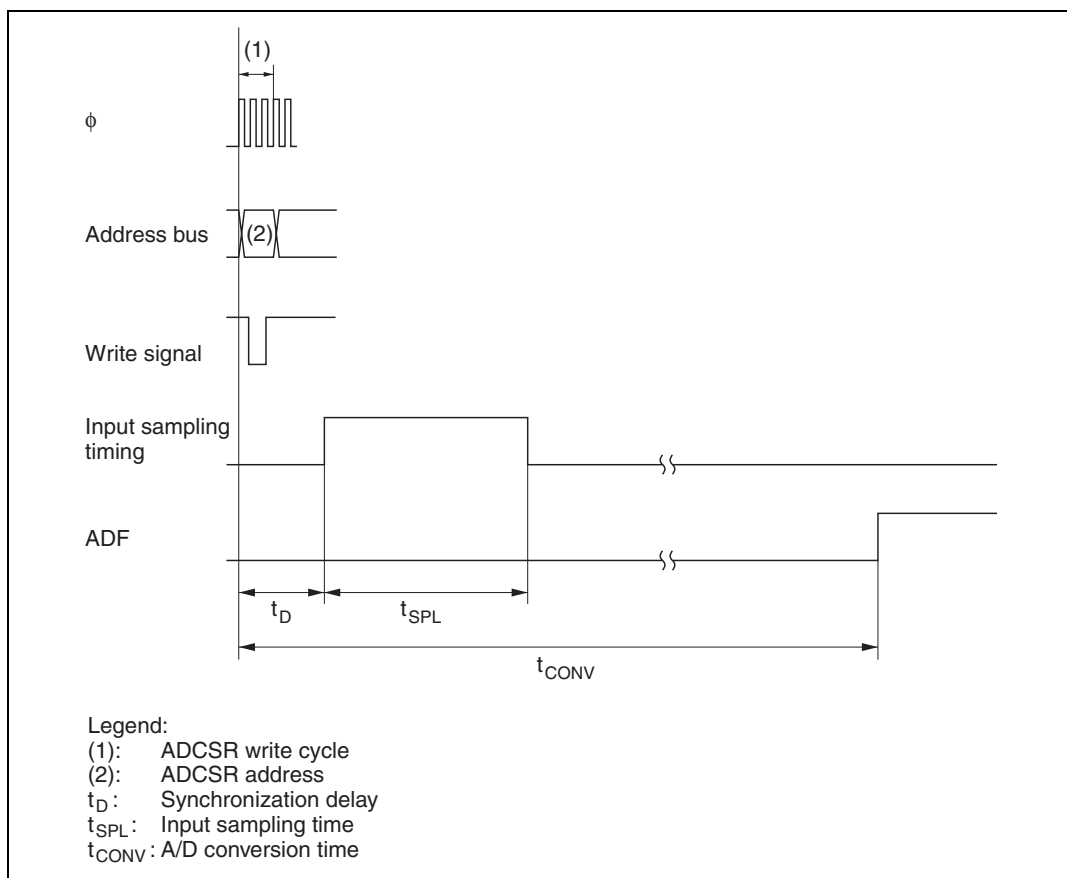 (1)
ϕ
Address bus
(2)
Write signal
Input sampling
timing
ADF
tD
tSPL
tCONV
Legend:
(1): ADCSR write cycle
(2): ADCSR address
tD : Synchronization delay
tSPL : Input sampling time
tCONV : A/D conversion time